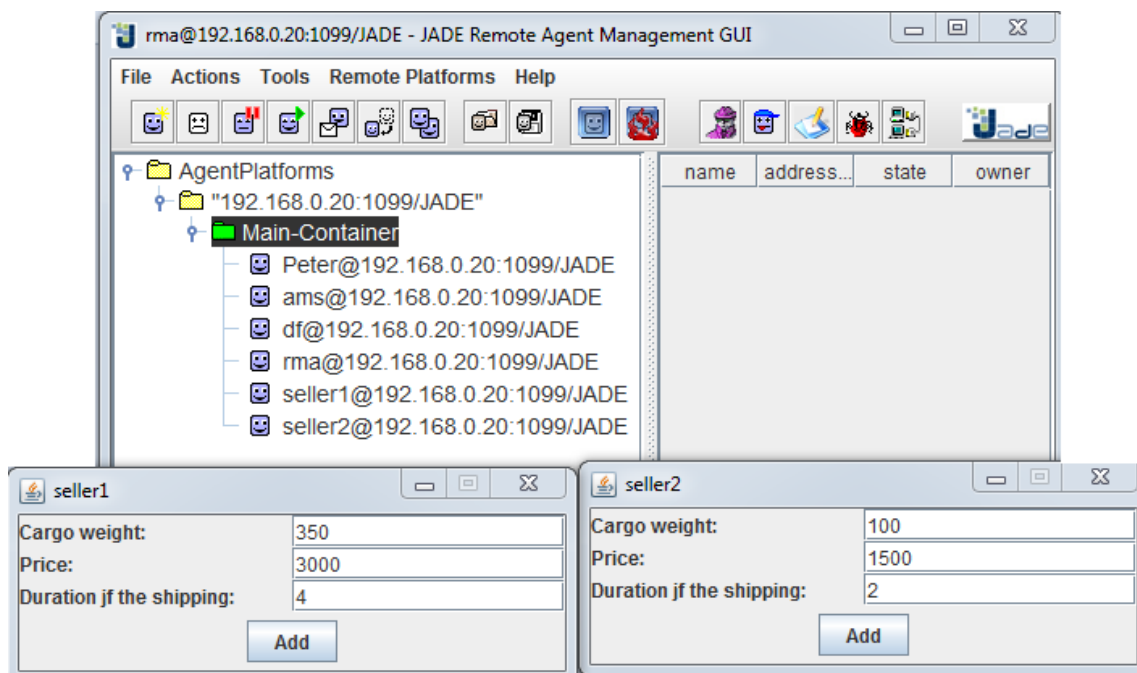 rma@192.168.0.20:1099/JADE - JADE Remote Agent Management GUI
File Actions Tools Remote Platforms Help
Jade
AgentPlatforms
"192.168.0.20:1099/JADE"
Main-Container
Peter@192.168.0.20:1099/JADE
ams@192.168.0.20:1099/JADE
df@192.168.0.20:1099/JADE
rma@192.168.0.20:1099/JADE
seller1@192.168.0.20:1099/JADE
seller2@192.168.0.20:1099/JADE
name address... state owner
seller1
Cargo weight: 350
Price: 3000
Duration jf the shipping: 4
Add
seller2
Cargo weight: 100
Price: 1500
Duration jf the shipping: 2
Add